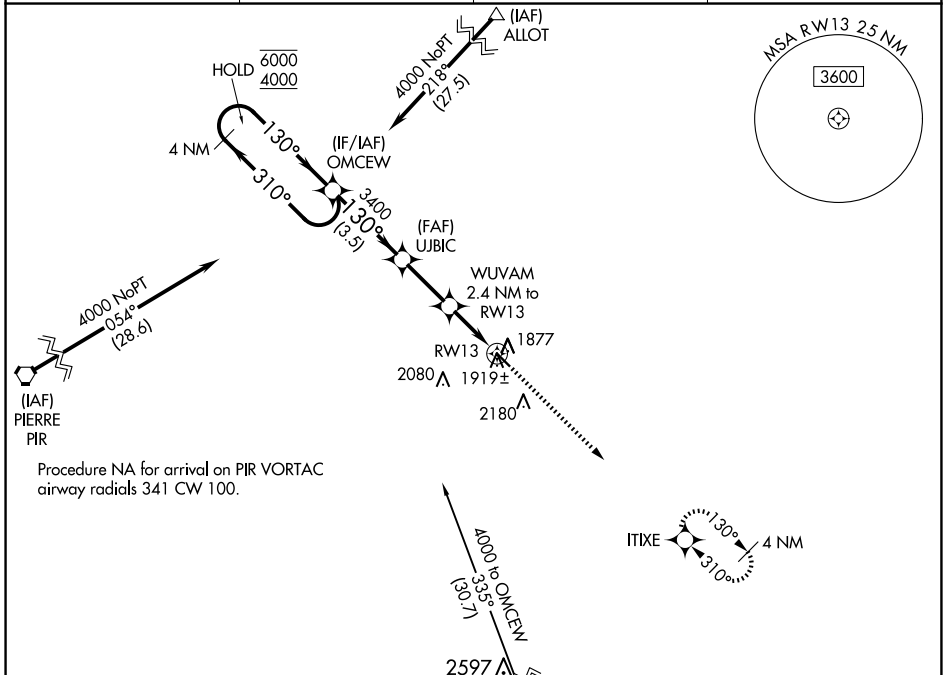 (IAF)
ALLOT
4000 NoPT
218°
(27.5)
MSA RW13 25 NM
3600
HOLD
6000
4000
4 NM
130°
310°
(IF/IAF)
OMCEW
3400
130°
(3.5)
(FAF)
UJBIC
WUVAM
2.4 NM to
RW13
RW13
1877
1919±
2080
2180
4000 NoPT
054°
(28.6)
(IAF)
PIERRE
PIR
Procedure NA for arrival on PIR VORTAC
airway radials 341 CW 100.
ITIXE
130°
310°
4 NM
4000 to OMCEW
335°
(30.7)
2597